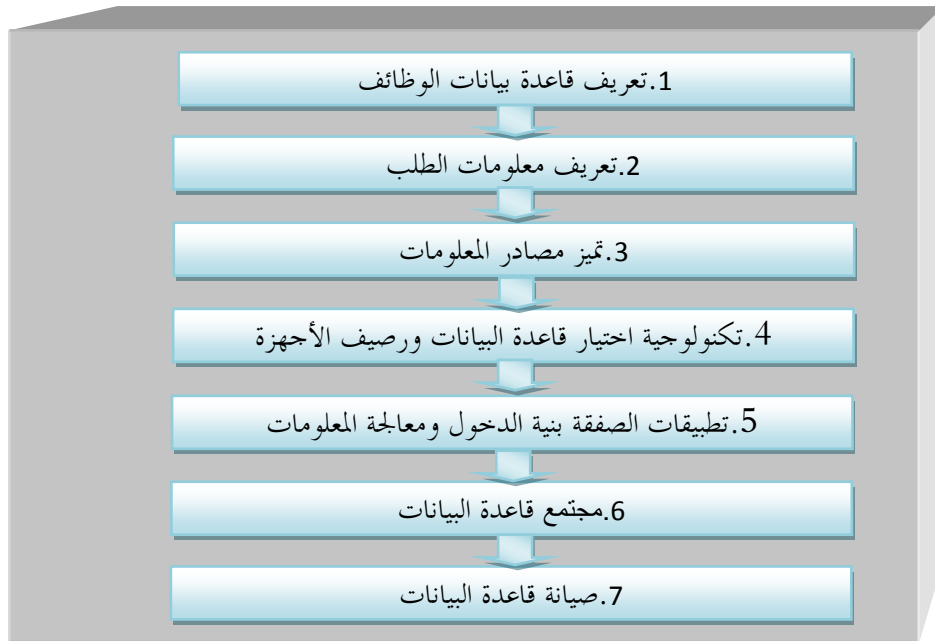 1.تعريف قاعدة بيانات الوظائف
2.تعريف معلومات الطلب
3.تميز مصادر المعلومات
4.تكنولوجية اختيار قاعدة البيانات ورصيف الأجهزة
5.تطبيقات الصفقة بنية الدخول ومعالجة المعلومات
6.مجتمع قاعدة البيانات
7.صيانة قاعدة البيانات